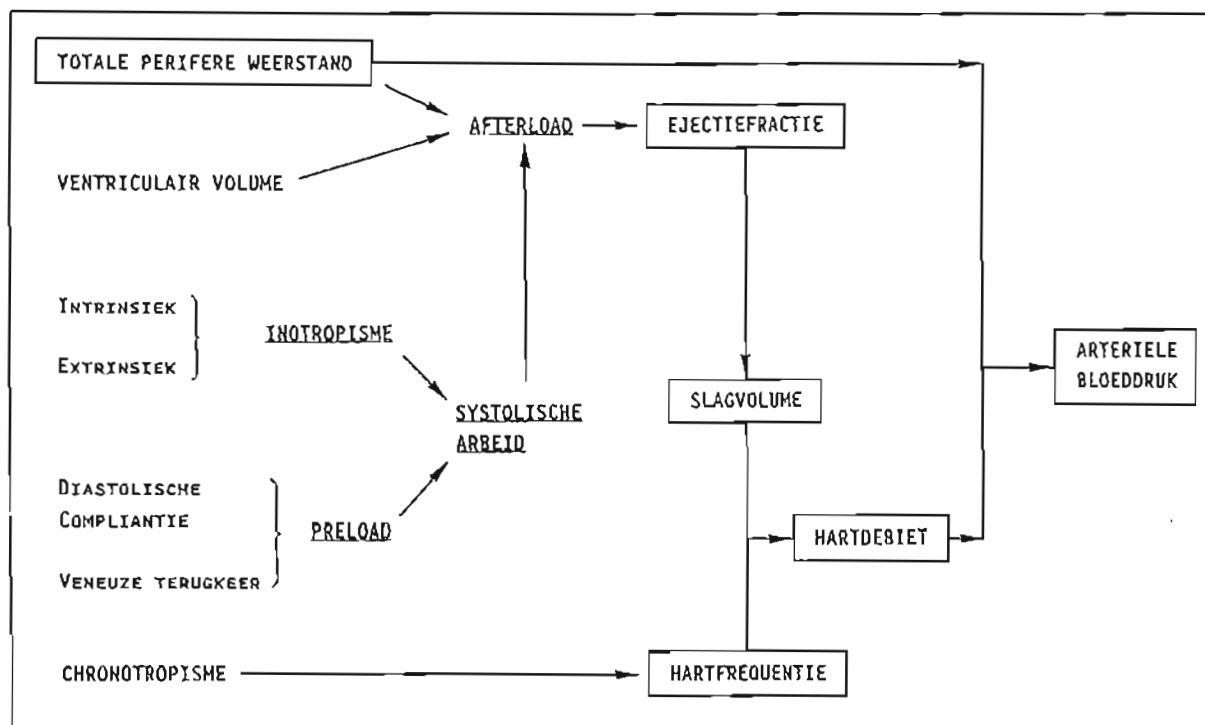 TOTALE PERIFERE WEERSTAND
AFTERLOAD
EJECTIEFRACTIE
VENTRICULAIR VOLUME
INTRINSIEK
EXTRINSIEK
INOTROPISME
SYSTOLISCHE
ARBEID
SLAGVOLUME
ARTERIELE
BLOEDDRUK
DIASTOLISCHE
COMPLIANTIE
PRELOAD
VENEUZE TERUGKEER
HARTDEBIET
CHRONOTROPISME
HARTFREQUENTIE